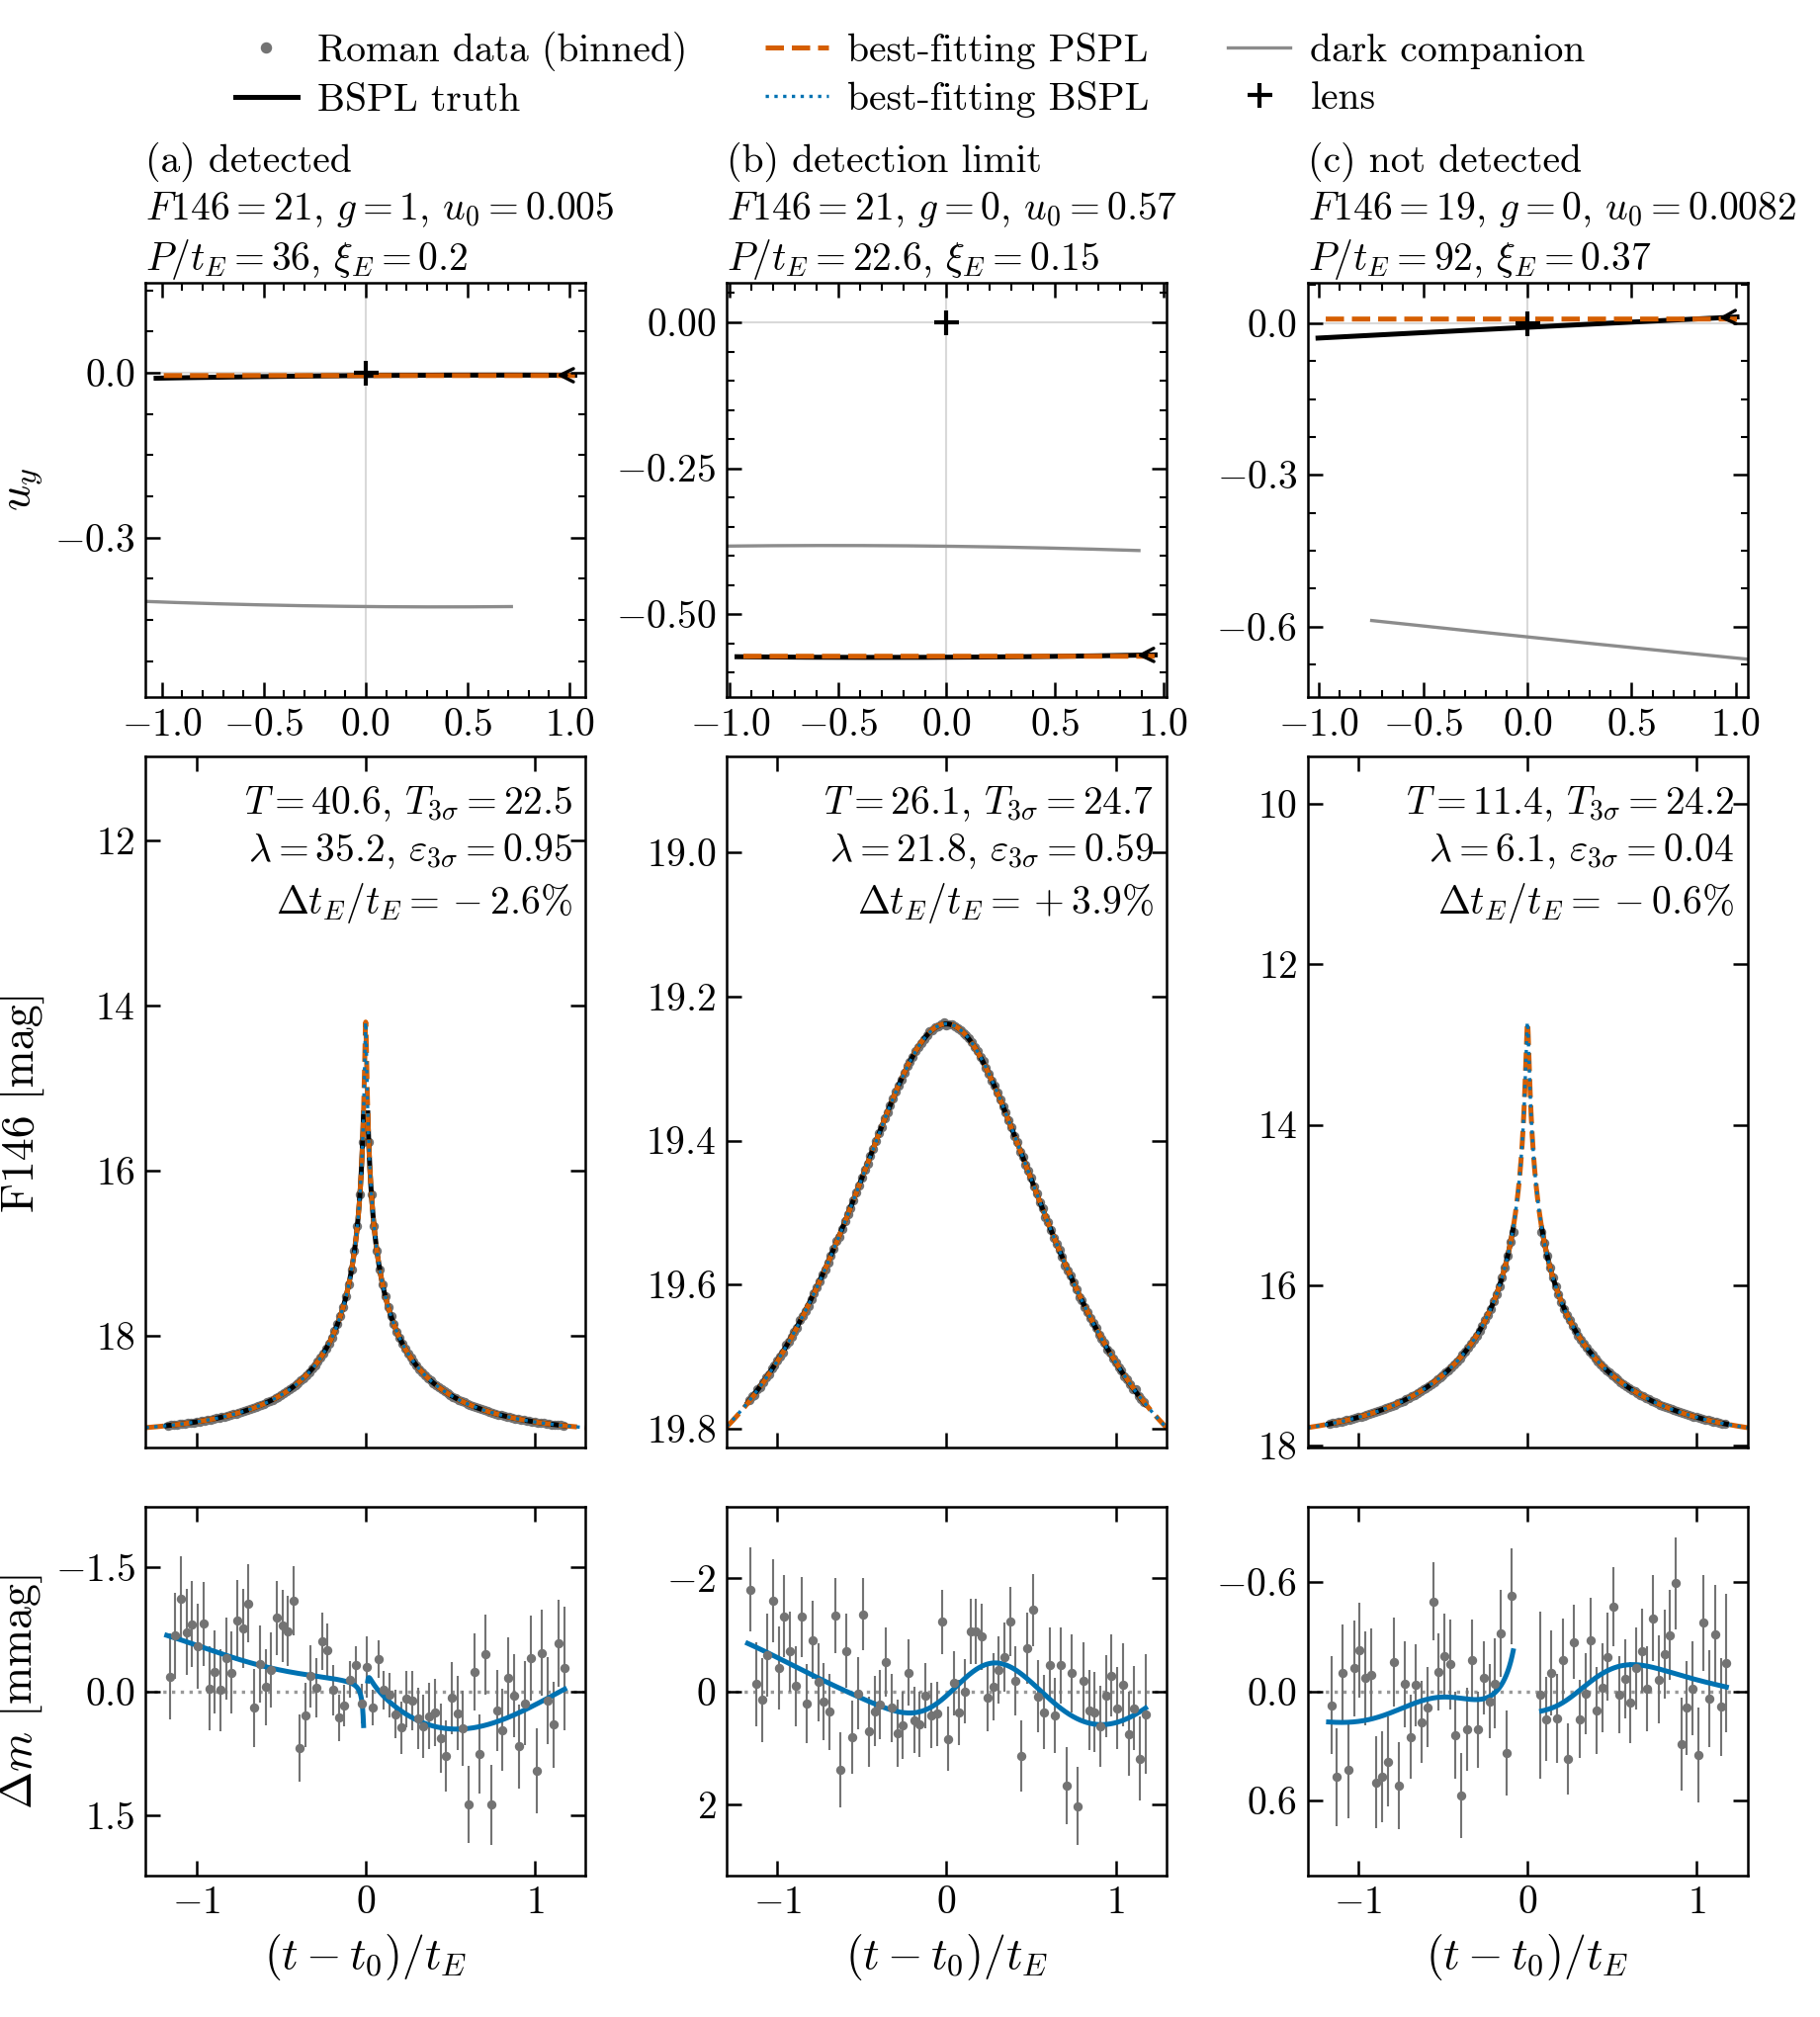 Roman data (binned)
BSPL truth
best-fitting PSPL
best-fitting BSPL
dark companion
lens
(a) detected
F146 = 21, g = 1, u_0 = 0.005
P/t_E = 36, ξ_E = 0.2
(b) detection limit
F146 = 21, g = 0, u_0 = 0.57
P/t_E = 22.6, ξ_E = 0.15
(c) not detected
F146 = 19, g = 0, u_0 = 0.0082
P/t_E = 92, ξ_E = 0.37
u_y
0.0
−0.3
−1.0 −0.5 0.0 0.5 1.0
0.00
−0.25
−0.50
−1.0 −0.5 0.0 0.5 1.0
0.0
−0.3
−0.6
−1.0 −0.5 0.0 0.5 1.0
F146 [mag]
12
14
16
18
T = 40.6, T_3σ = 22.5
λ = 35.2, ε_3σ = 0.95
Δt_E/t_E = −2.6%
19.0
19.2
19.4
19.6
19.8
T = 26.1, T_3σ = 24.7
λ = 21.8, ε_3σ = 0.59
Δt_E/t_E = +3.9%
10
12
14
16
18
T = 11.4, T_3σ = 24.2
λ = 6.1, ε_3σ = 0.04
Δt_E/t_E = −0.6%
Δm [mmag]
−1.5
0.0
1.5
−1 0 1
(t − t_0)/t_E
−2
0
2
−1 0 1
(t − t_0)/t_E
−0.6
0.0
0.6
−1 0 1
(t − t_0)/t_E